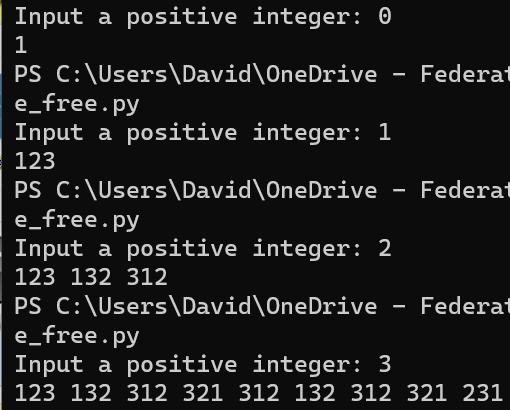 Input a positive integer: 0
1
PS C:\Users\David\OneDrive - Federat
e_free.py
Input a positive integer: 1
123
PS C:\Users\David\OneDrive - Federat
e_free.py
Input a positive integer: 2
123 132 312
PS C:\Users\David\OneDrive - Federat
e_free.py
Input a positive integer: 3
123 132 312 321 312 132 312 321 231